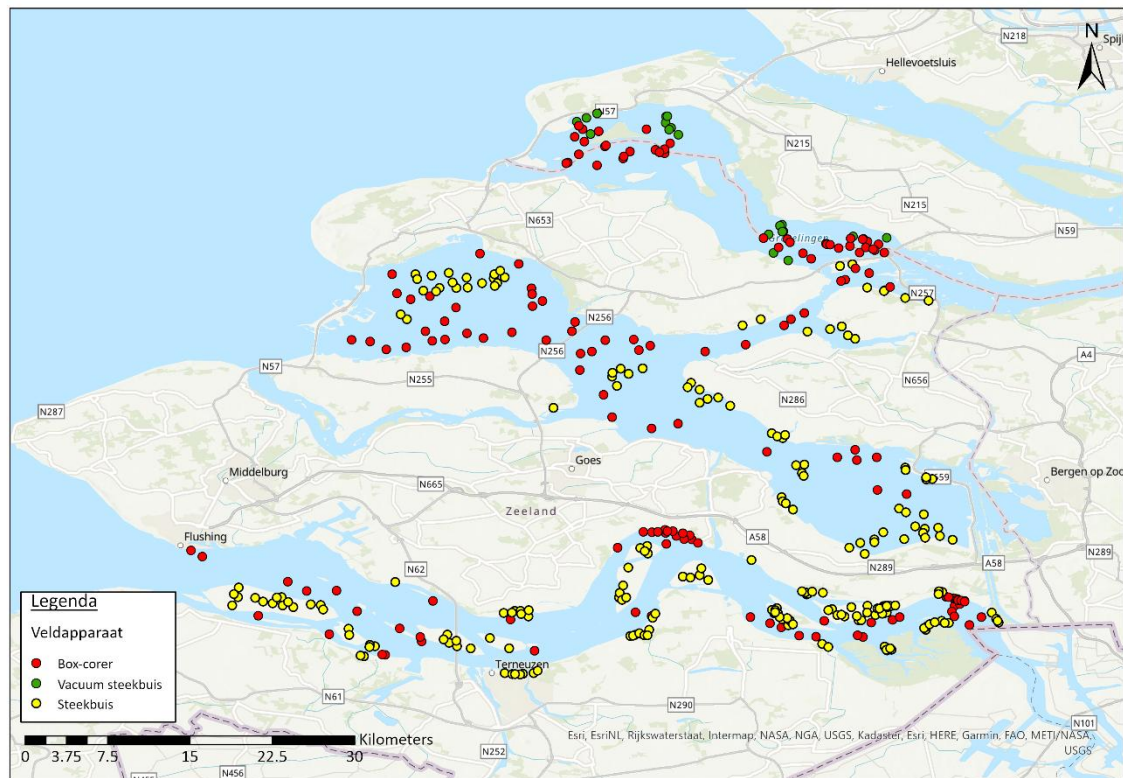 N218
Spij
N
Hellevoetsluis
N57
N215
N653
N215
N59
N257
N256
N57
N256
A4
N255
N656
N287
N286
Goes
Middelburg
Bergen op Zoo
N665
Zeeland
A58
Flushing
N289
N289
A58
N62
Legenda
Veldapparaat
Box-corer
Vacuum steekbuis
Steekbuis
Terneuzen
N61
N290
N101
N252
Kilometers
0 3.75 7.5 15 22.5 30
Esri, EsriNL, Rijkswaterstaat, Intermap, NASA, NGA, USGS, Kadaster, Esri, HERE, Garmin, FAO, METI/NASA,
USGS
N456